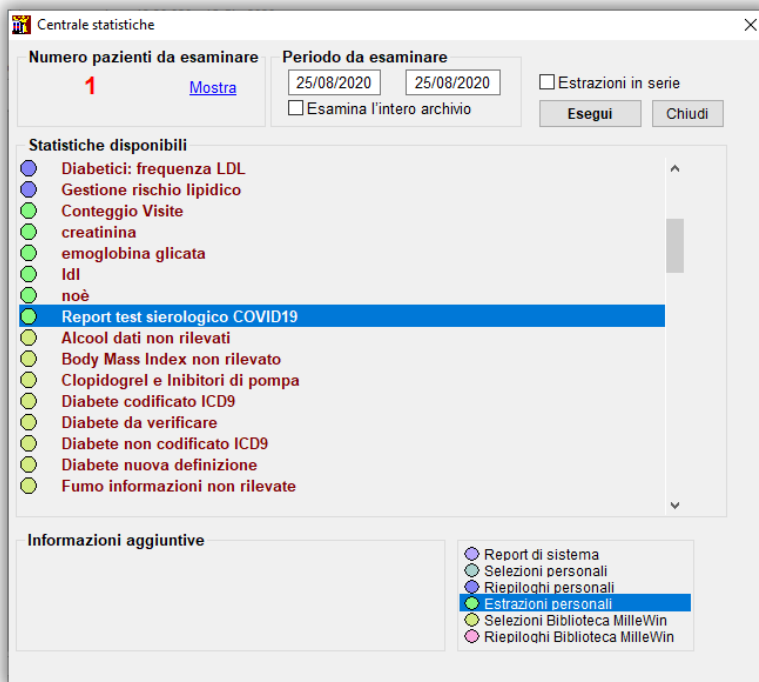 Centrale statistiche
Numero pazienti da esaminare
1
Mostra
Periodo da esaminare
25/08/2020 25/08/2020
Esamina l'intero archivio
Estrazioni in serie
Esegui Chiudi
Statistiche disponibili
Diabetici: frequenza LDL
Gestione rischio lipidico
Conteggio Visite
creatinina
emoglobina glicata
ldl
noè
Report test sierologico COVID19
Alcool dati non rilevati
Body Mass Index non rilevato
Clopidogrel e Inibitori di pompa
Diabete codificato ICD9
Diabete da verificare
Diabete non codificato ICD9
Diabete nuova definizione
Fumo informazioni non rilevate
Informazioni aggiuntive
Report di sistema
Selezioni personali
Riepiloghi personali
Estrazioni personali
Selezioni Biblioteca MilleWin
Riepiloghi Biblioteca MilleWin